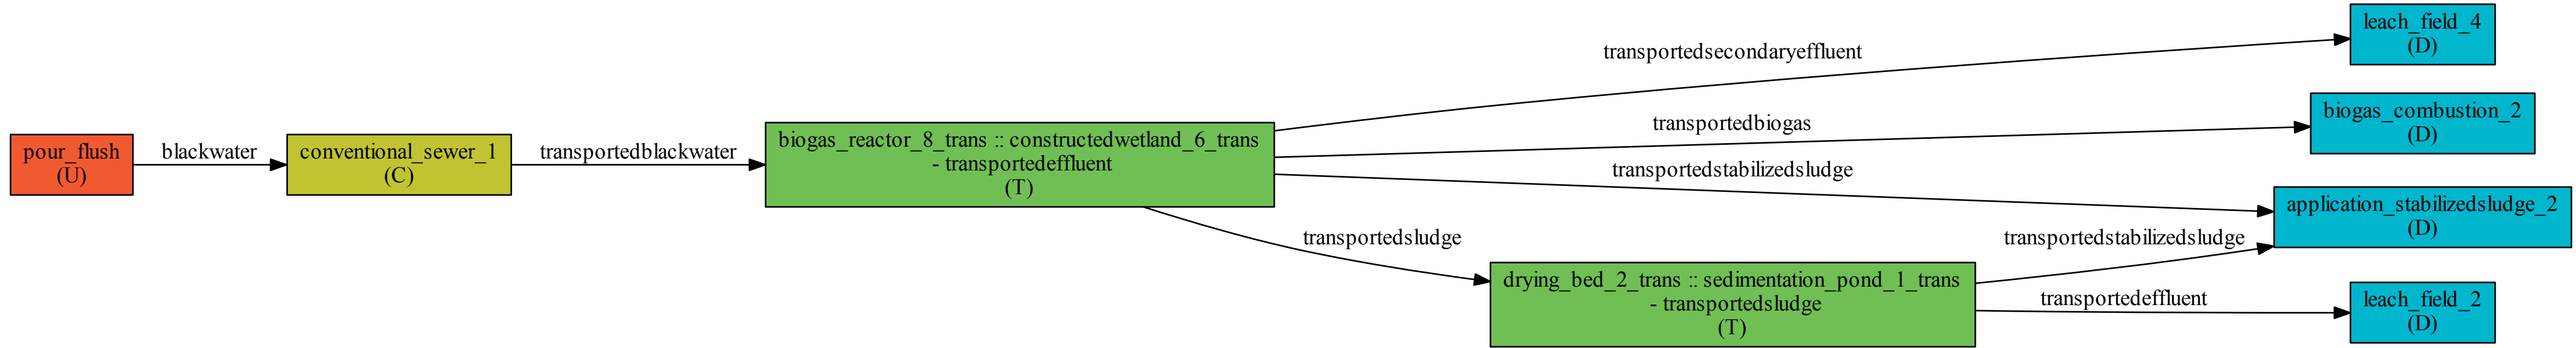 pour_flush
(U)
blackwater
conventional_sewer_1
(C)
transportedblackwater
biogas_reactor_8_trans :: constructedwetland_6_trans
- transportedeffluent
(T)
transportedsecondaryeffluent
leach_field_4
(D)
transportedbiogas
biogas_combustion_2
(D)
transportedstabilizedsludge
application_stabilizedsludge_2
(D)
transportedsludge
drying_bed_2_trans :: sedimentation_pond_1_trans
- transportedsludge
(T)
transportedstabilizedsludge
transportedeffluent
leach_field_2
(D)